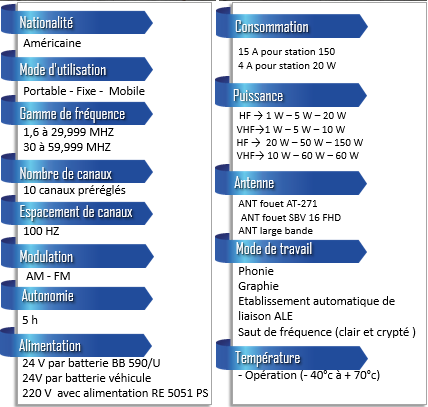 Nationalité
Américaine
Mode d'utilisation
Portable - Fixe - Mobile
Gamme de fréquence
1,6 à 29,999 MHZ
30 à 59,999 MHZ
Nombre de canaux
10 canaux préréglés
Espacement de canaux
100 HZ
Modulation
AM - FM
Autonomie
5 h
Alimentation
24 V par batterie BB 590/U
24V par batterie véhicule
220 V avec alimentation RE 5051 PS
Consommation
15 A pour station 150
4 A pour station 20 W
Puissance
HF → 1 W – 5 W – 20 W
VHF→1 W – 5 W – 10 W
HF → 20 W – 50 W – 150 W
VHF→ 10 W – 60 W – 60 W
Antenne
ANT fouet AT-271
ANT fouet SBV 16 FHD
ANT large bande
Mode de travail
Phonie
Graphie
Etablissement automatique de
liaison ALE
Saut de fréquence (clair et crypté )
Température
- Opération (- 40°c à + 70°c)